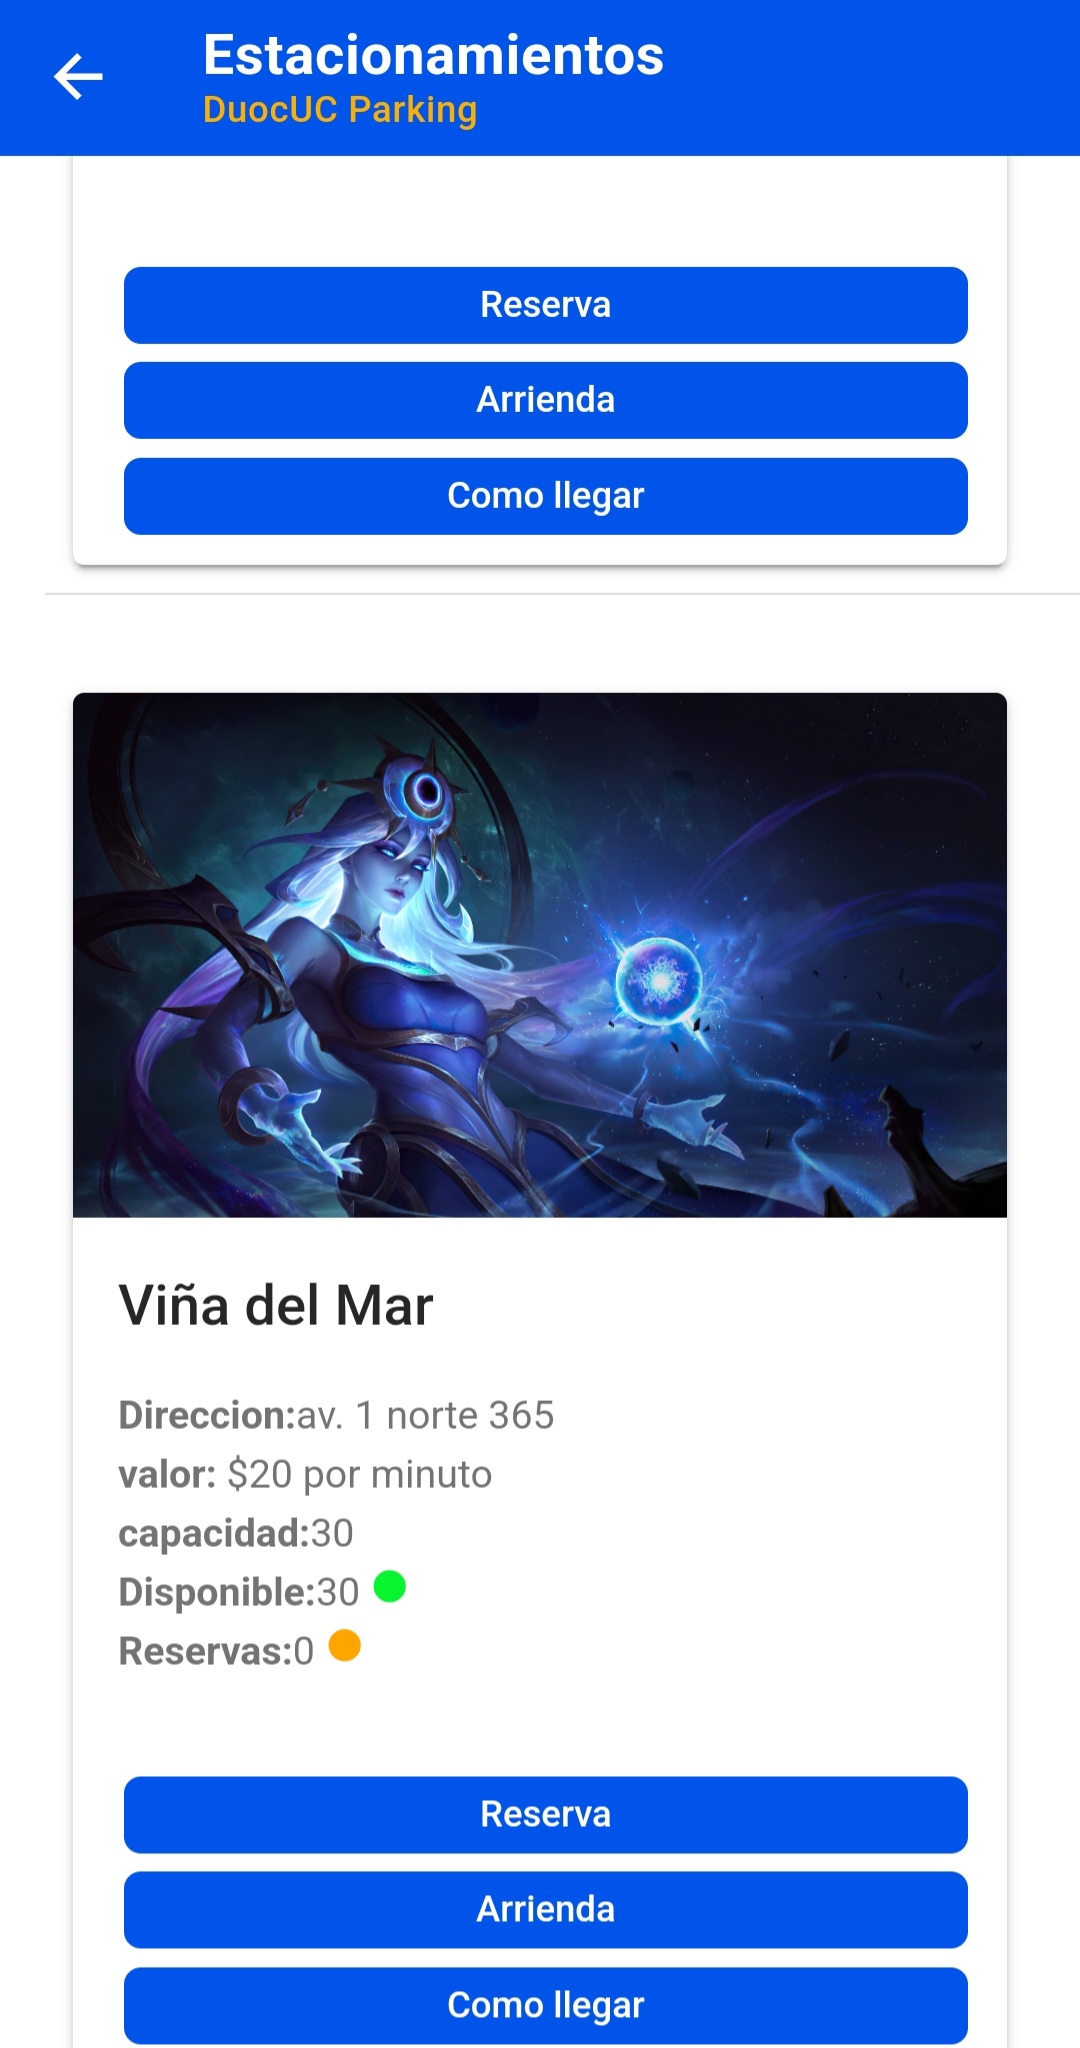 Estacionamientos
DuocUC Parking
Reserva
Arrienda
Como llegar
Viña del Mar
Direccion:av. 1 norte 365
valor: $20 por minuto
capacidad:30
Disponible:30
Reservas:0
Reserva
Arrienda
Como llegar